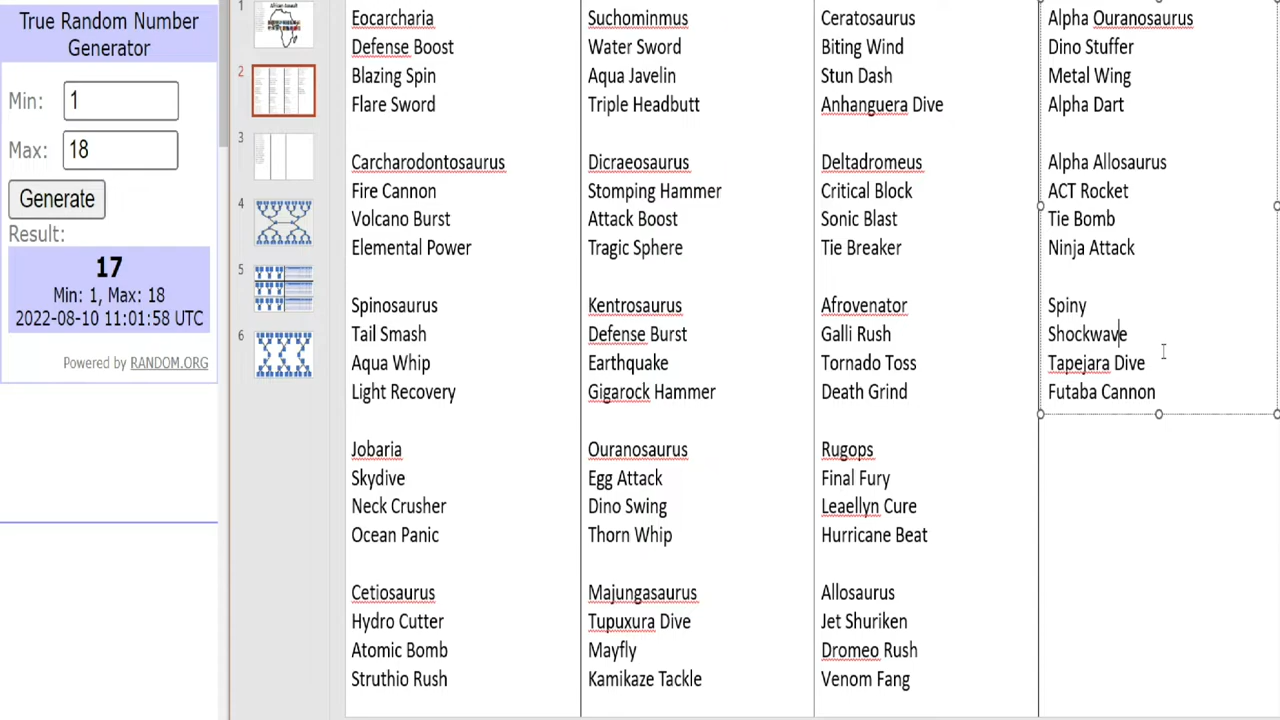 True Random Number
Generator
Min: 1
Max: 18
Generate
Result:
17
Min: 1, Max: 18
2022-08-10 11:01:58 UTC
Powered by RANDOM.ORG
1
2
3
4
5
6
Eocarcharia
Defense Boost
Blazing Spin
Flare Sword
Carcharodontosaurus
Fire Cannon
Volcano Burst
Elemental Power
Spinosaurus
Tail Smash
Aqua Whip
Light Recovery
Jobaria
Skydive
Neck Crusher
Ocean Panic
Cetiosaurus
Hydro Cutter
Atomic Bomb
Struthio Rush
Suchominmus
Water Sword
Aqua Javelin
Triple Headbutt
Dicraeosaurus
Stomping Hammer
Attack Boost
Tragic Sphere
Kentrosaurus
Defense Burst
Earthquake
Gigarock Hammer
Ouranosaurus
Egg Attack
Dino Swing
Thorn Whip
Majungasaurus
Tupuxura Dive
Mayfly
Kamikaze Tackle
Ceratosaurus
Biting Wind
Stun Dash
Anhanguera Dive
Deltadromeus
Critical Block
Sonic Blast
Tie Breaker
Afrovenator
Galli Rush
Tornado Toss
Death Grind
Rugops
Final Fury
Leaellyn Cure
Hurricane Beat
Allosaurus
Jet Shuriken
Dromeo Rush
Venom Fang
Alpha Ouranosaurus
Dino Stuffer
Metal Wing
Alpha Dart
Alpha Allosaurus
ACT Rocket
Tie Bomb
Ninja Attack
Spiny
Shockwave
Tapejara Dive
Futaba Cannon